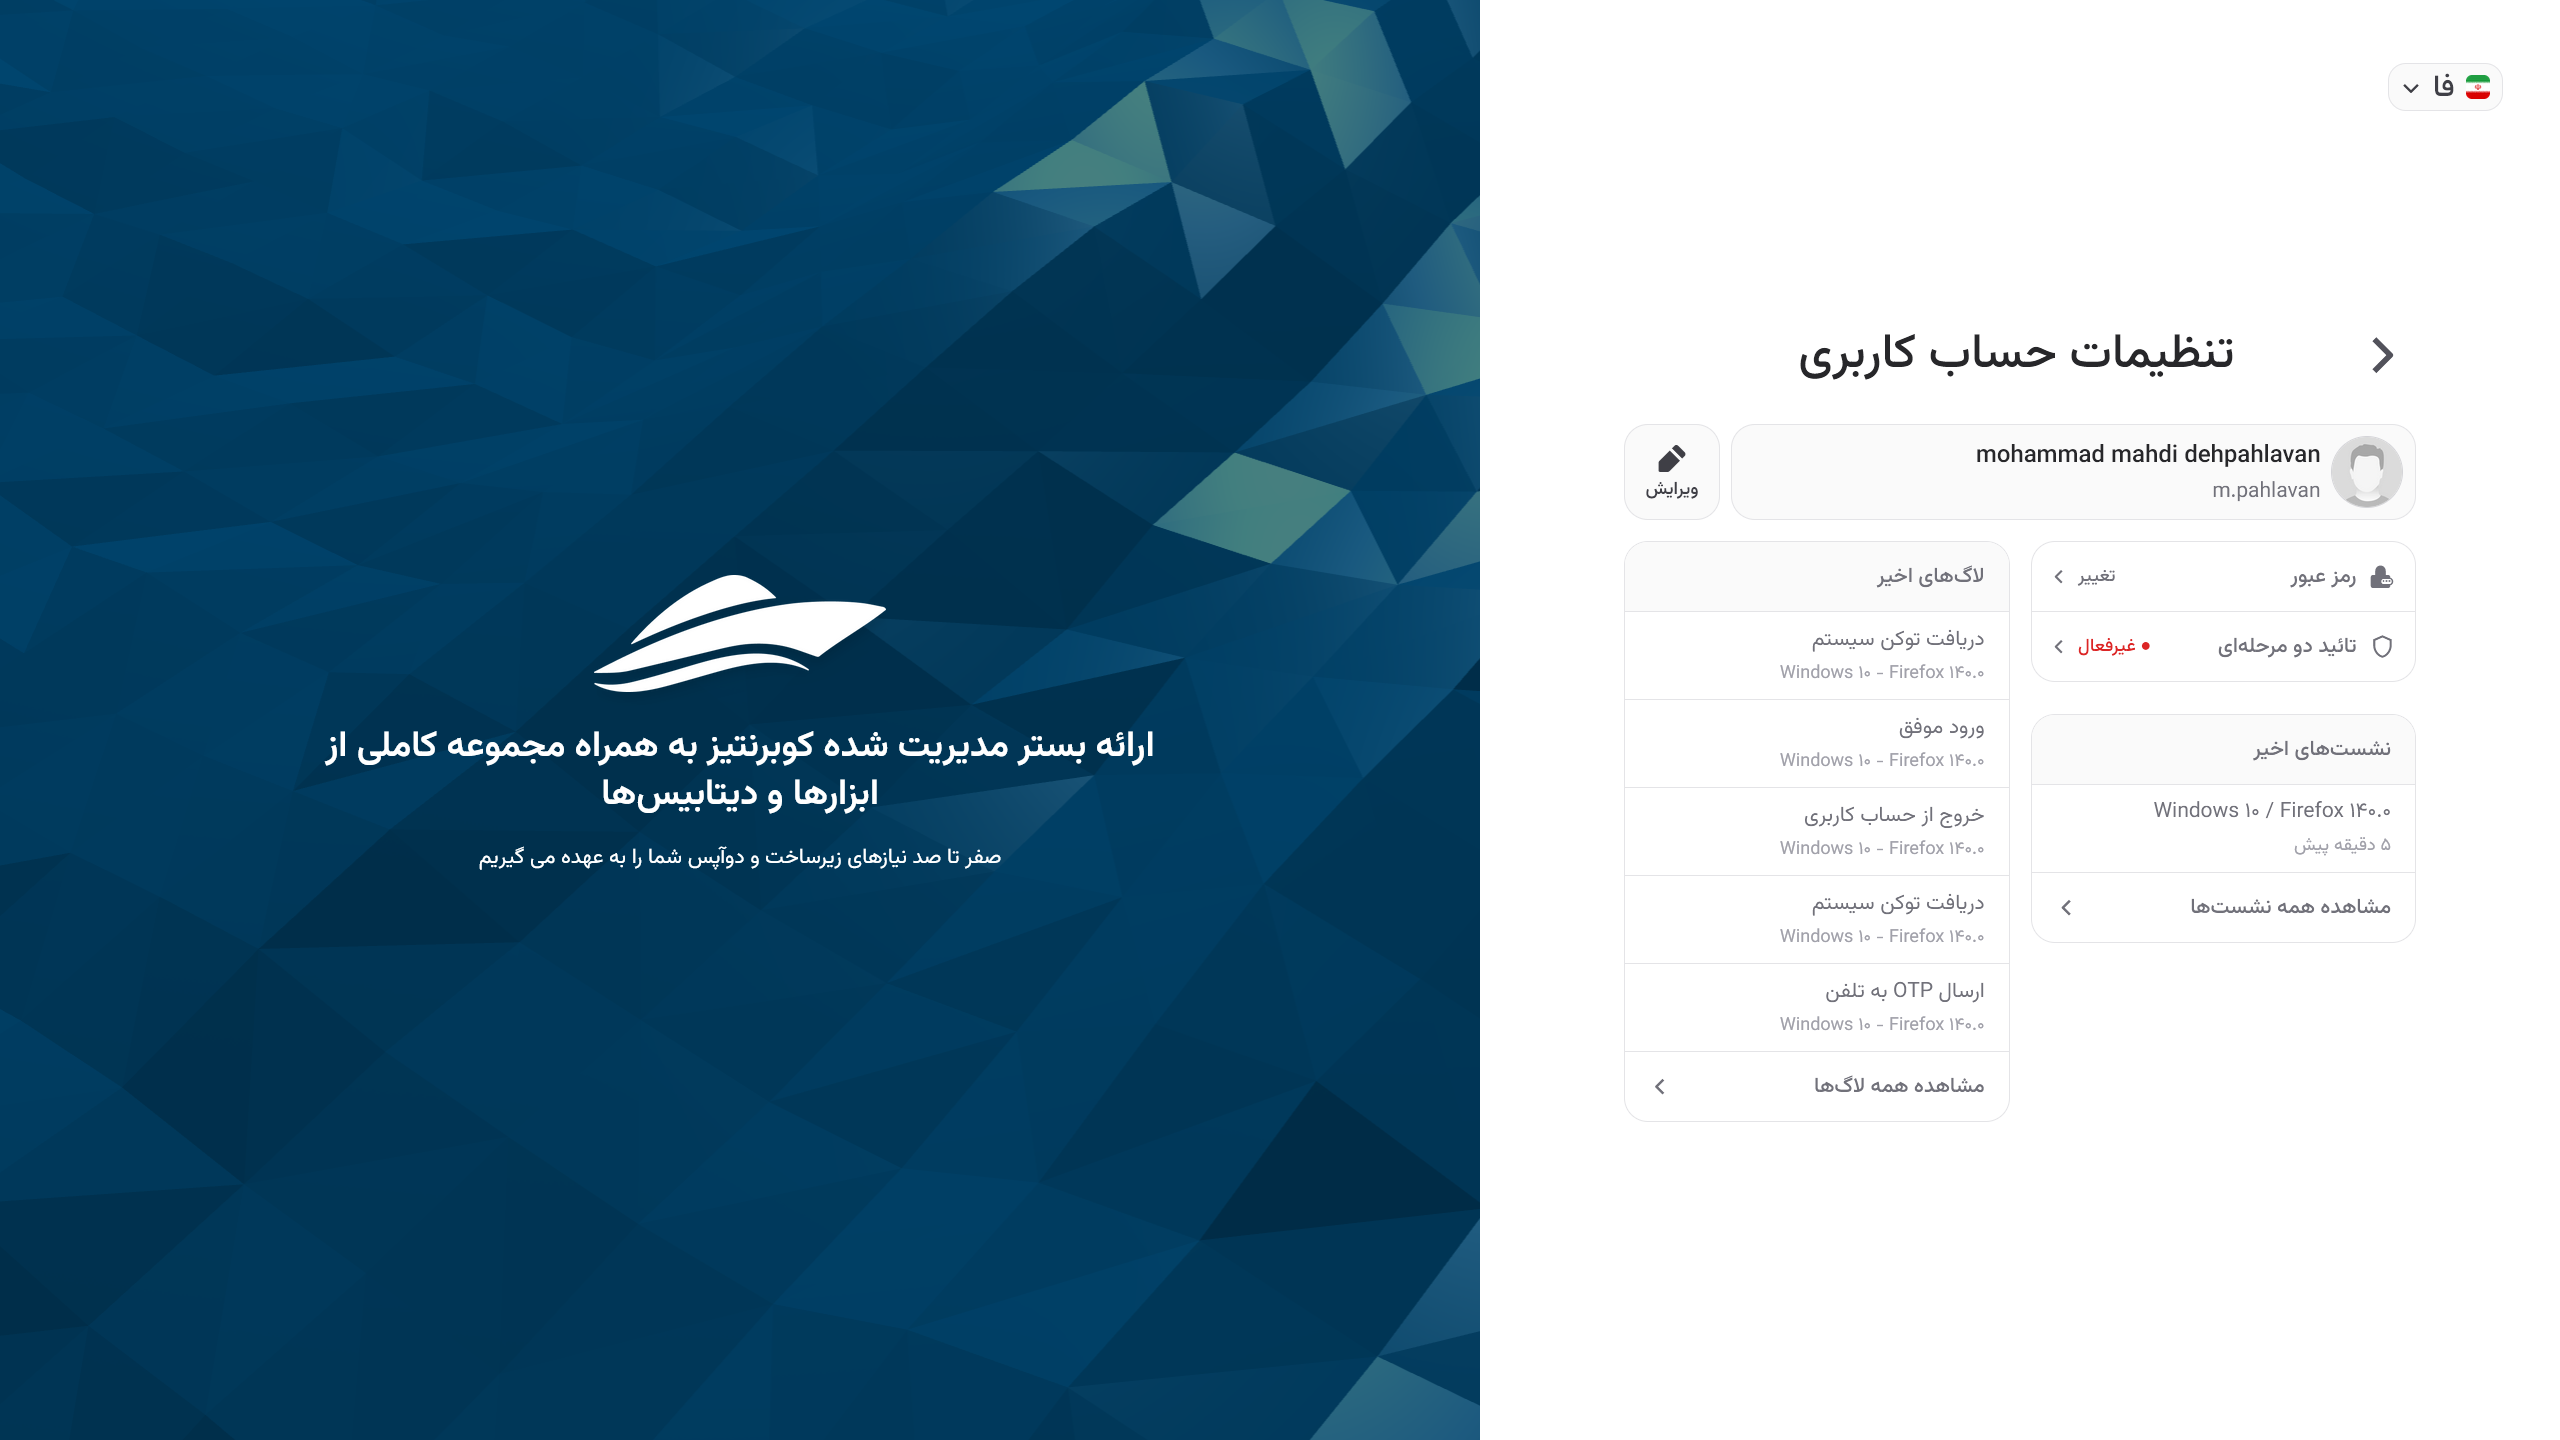 فا
تنظیمات حساب کاربری
mohammad mahdi dehpahlavan
m.pahlavan
ویرایش
رمز عبور
تغییر
تائید دو مرحله‌ای
غیرفعال
نشست‌های اخیر
Windows ۱۰ / Firefox ۱۴۰.۰
۵ دقیقه پیش
مشاهده همه نشست‌ها
لاگ‌های اخیر
دریافت توکن سیستم
Windows ۱۰ - Firefox ۱۴۰.۰
ورود موفق
Windows ۱۰ - Firefox ۱۴۰.۰
خروج از حساب کاربری
Windows ۱۰ - Firefox ۱۴۰.۰
دریافت توکن سیستم
Windows ۱۰ - Firefox ۱۴۰.۰
ارسال OTP به تلفن
Windows ۱۰ - Firefox ۱۴۰.۰
مشاهده همه لاگ‌ها
ارائه بستر مدیریت شده کوبرنتیز به همراه مجموعه کاملی از
ابزارها و دیتابیس‌ها
صفر تا صد نیازهای زیرساخت و دوآپس شما را به عهده می گیریم